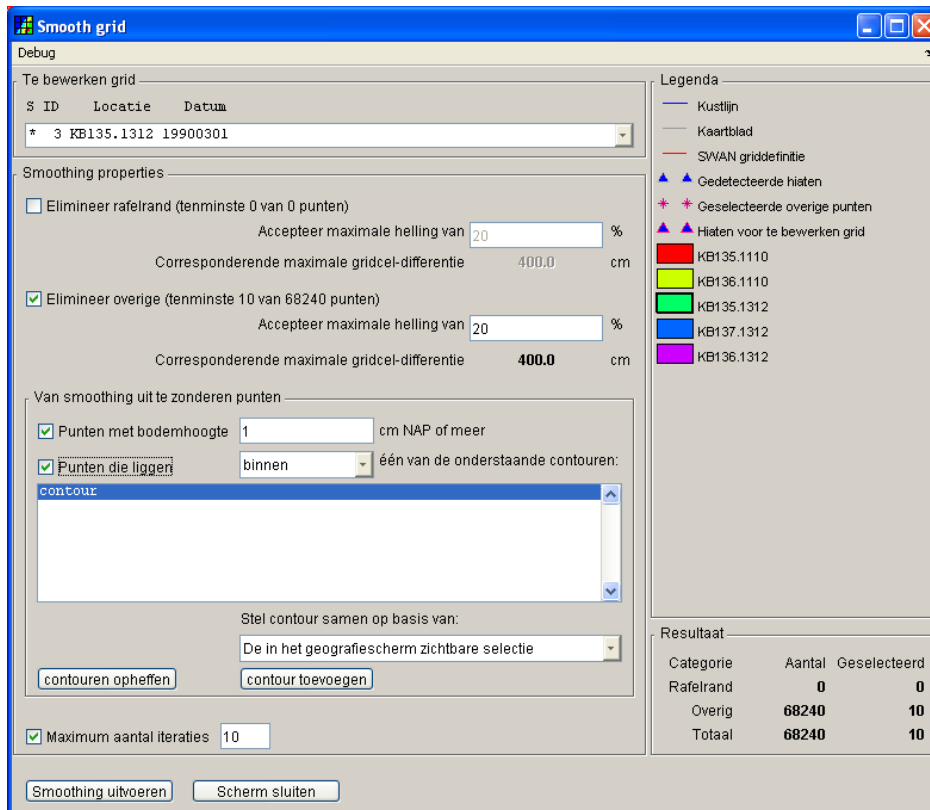 Smooth grid
Debug
Te bewerken grid
S ID Locatie Datum
* 3 KB135.1312 19900301
Smoothing properties
Elimineer rafelrand (tenminste 0 van 0 punten)
Accepteer maximale helling van 20 %
Corresponderende maximale gridcel-differentie 400.0 cm
Elimineer overige (tenminste 10 van 68240 punten)
Accepteer maximale helling van 20 %
Corresponderende maximale gridcel-differentie 400.0 cm
Van smoothing uit te zonderen punten
Punten met bodemhoogte 1 cm NAP of meer
Punten die liggen binnen één van de onderstaande contouren:
contour
Stel contour samen op basis van:
De in het geografiescherm zichtbare selectie
contouren opheffen contour toevoegen
Maximum aantal iteraties 10
Smoothing uitvoeren Scherm sluiten
Legenda
Kustlijn
Kaartblad
SWAN griddefinitie
Gedetecteerde hiaten
Geselecteerde overige punten
Hiaten voor te bewerken grid
KB135.1110
KB136.1110
KB135.1312
KB137.1312
KB136.1312
Resultaat
Categorie Aantal Geselecteerd
Rafelrand 0 0
Overig 68240 10
Totaal 68240 10